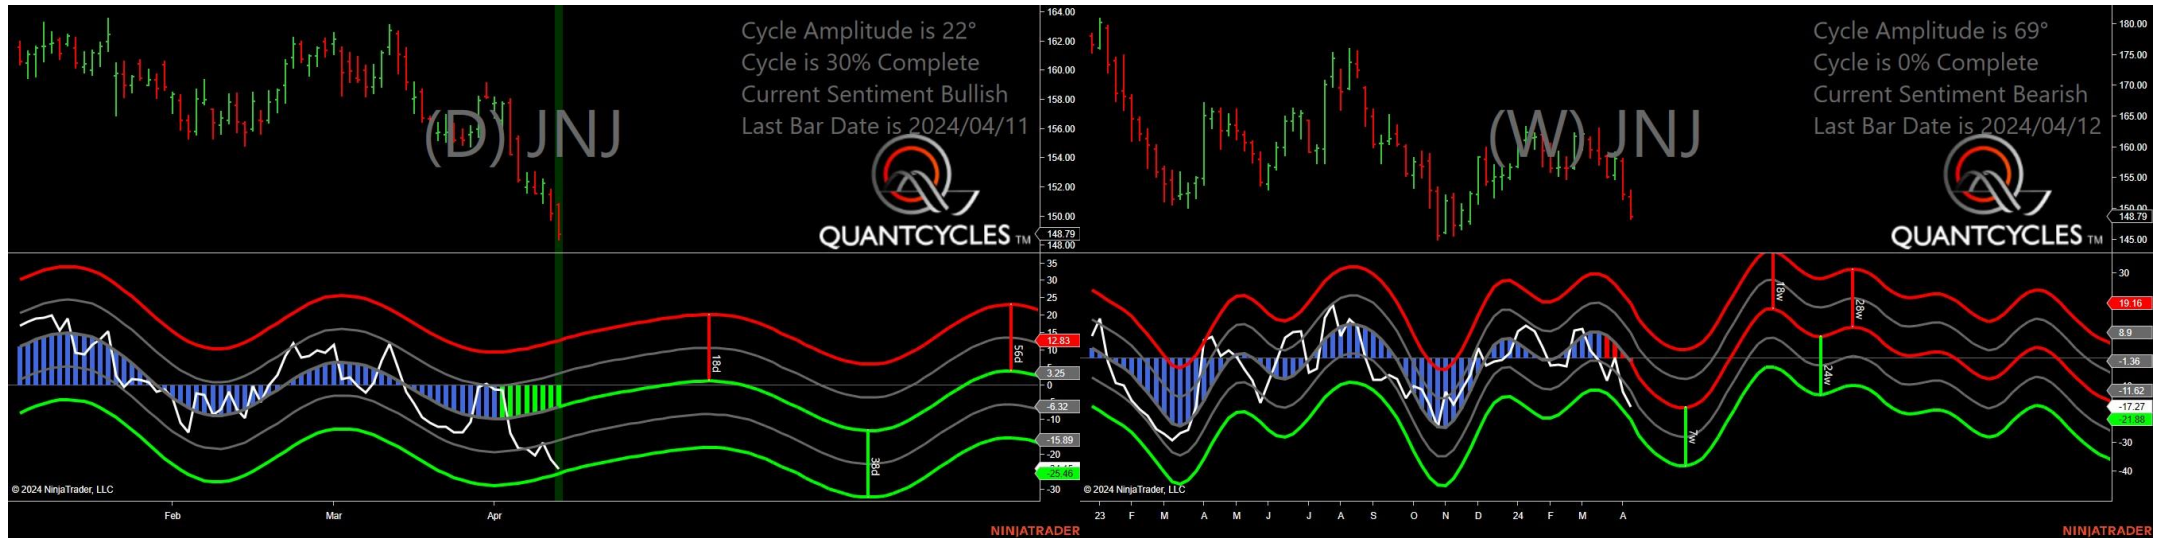 Cycle Amplitude is 22°
Cycle is 30% Complete
Current Sentiment Bullish
Last Bar Date is 2024/04/11
(D) JNJ
QUANTCYCLES TM
164.00
162.00
160.00
158.00
156.00
154.00
152.00
150.00
148.79
148.00
35
30
25
20
15
12.83
10
18d
56d
3.25
0
-5
-6.32
-10
-15.89
-20
38d
-25.46
-30
© 2024 NinjaTrader, LLC
Feb Mar Apr
NINJATRADER
Cycle Amplitude is 69°
Cycle is 0% Complete
Current Sentiment Bearish
Last Bar Date is 2024/04/12
(W) JNJ
QUANTCYCLES TM
180.00
175.00
170.00
165.00
160.00
155.00
150.00
148.79
145.00
30
18w
28w
19.16
8.9
-1.36
24w
-11.62
-17.27
-21.88
7w
-30
-40
© 2024 NinjaTrader, LLC
23 F M A M J J A S O N D 24 F M A
NINJATRADER